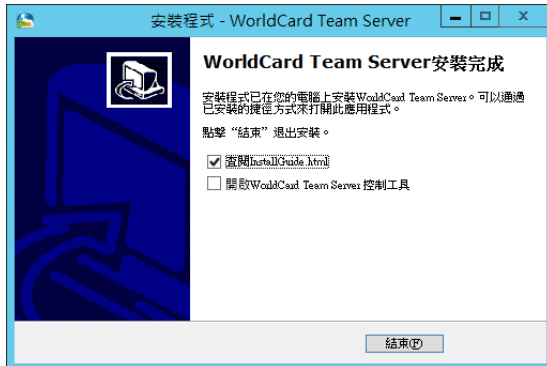 安裝程式 - WorldCard Team Server
WorldCard Team Server安裝完成
安裝程式已在您的電腦上安裝WorldCard Team Server。可以通過
已安裝的捷徑方式來打開此應用程式。
點擊 “結束” 退出安裝。
查閱InstallGuide.html
開啟WorldCard Team Server 控制工具
結束(F)